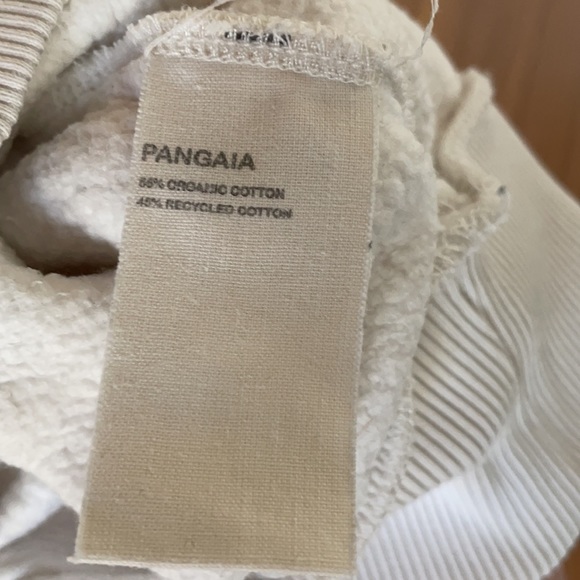 PANGAIA
55% ORGANIC COTTON
45% RECYCLED COTTON